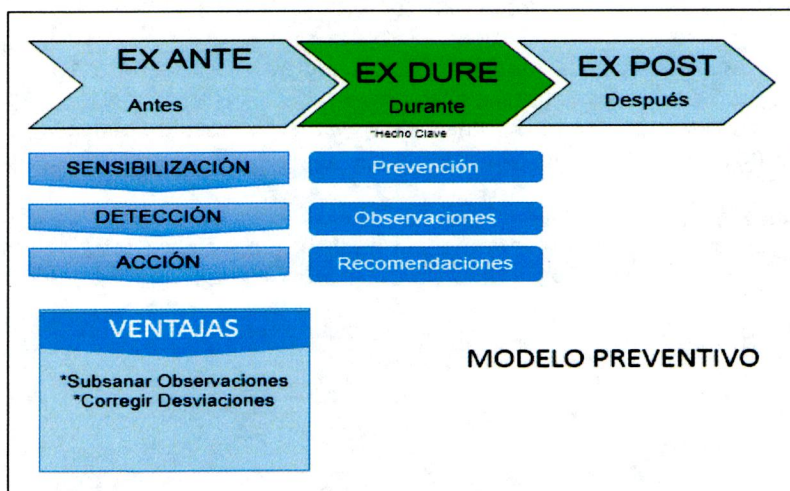 EX ANTE
Antes
EX DURE
Durante
*Hecho Clave
EX POST
Después
SENSIBILIZACIÓN
Prevención
DETECCIÓN
Observaciones
ACCIÓN
Recomendaciones
VENTAJAS
*Subsanar Observaciones
*Corregir Desviaciones
MODELO PREVENTIVO